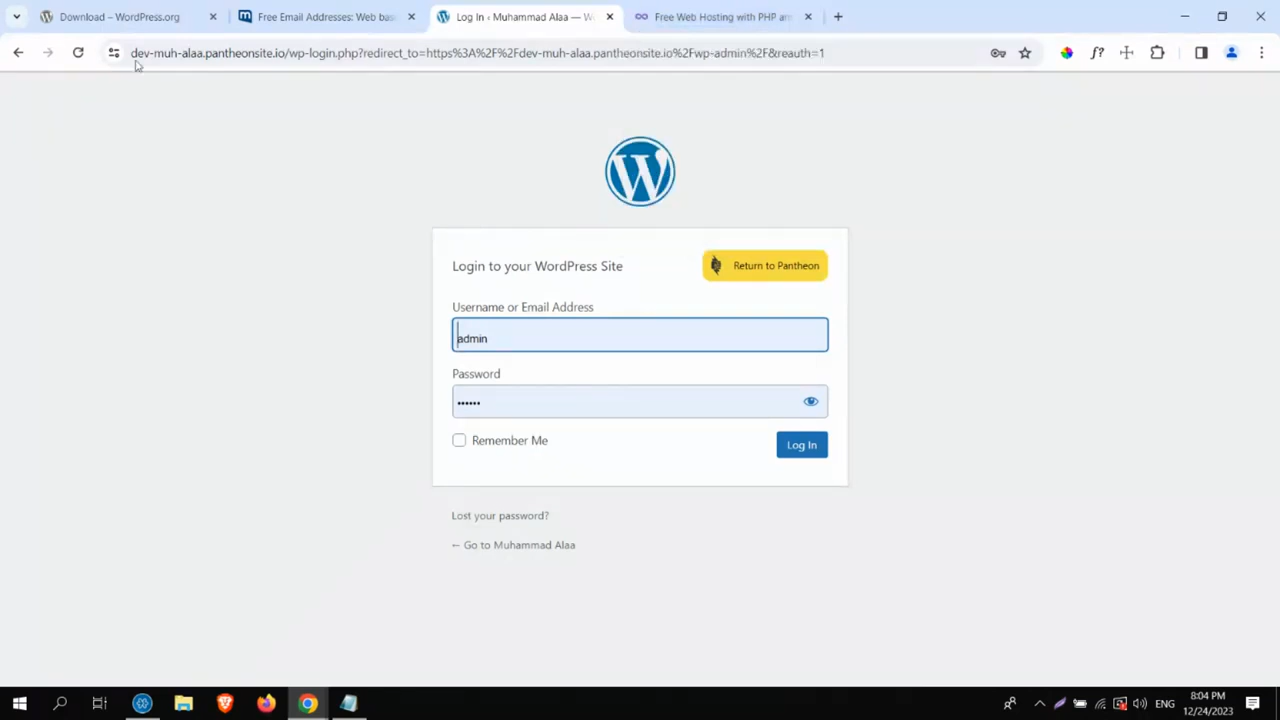 Download – WordPress.org
Free Email Addresses: Web bas
Log In ‹ Muhammad Alaa — W
Free Web Hosting with PHP an
dev-muh-alaa.pantheonsite.io/wp-login.php?redirect_to=https%3A%2F%2Fdev-muh-alaa.pantheonsite.io%2Fwp-admin%2F&reauth=1
f?
Login to your WordPress Site
Return to Pantheon
Username or Email Address
admin
Password
••••••
Remember Me
Log In
Lost your password?
← Go to Muhammad Alaa
ENG
8:04 PM
12/24/2023